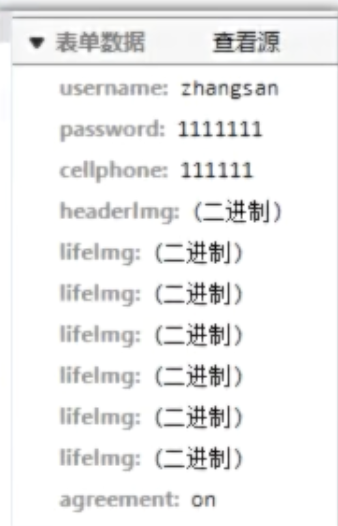 ▼ 表单数据 查看源
username: zhangsan
password: 1111111
cellphone: 111111
headerImg: (二进制)
lifeImg: (二进制)
lifeImg: (二进制)
lifeImg: (二进制)
lifeImg: (二进制)
lifeImg: (二进制)
lifeImg: (二进制)
agreement: on